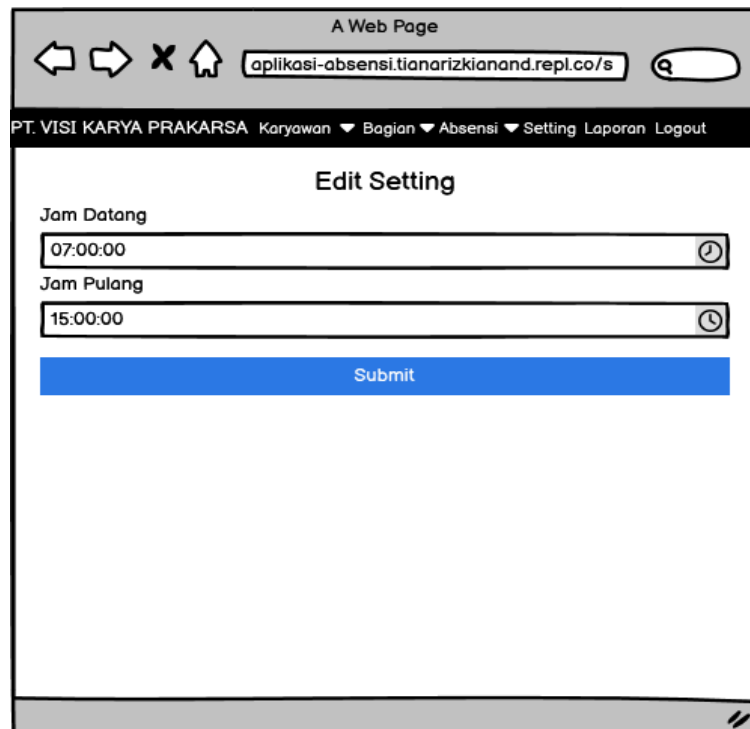 A Web Page
aplikasi-absensi.tianarizkianand.repl.co/s
PT. VISI KARYA PRAKARSA Karyawan Bagian Absensi Setting Laporan Logout
Edit Setting
Jam Datang
07:00:00
Jam Pulang
15:00:00
Submit